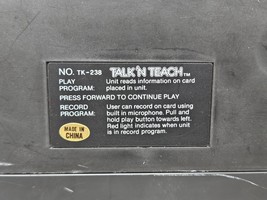 NO. TK-238 TALK'N TEACH™
PLAY PROGRAM: Unit reads information on card
placed in unit.
PRESS FORWARD TO CONTINUE PLAY
RECORD PROGRAM: User can record on card using
built in microphone. Pull and
hold play button towards left.
Red light indicates when unit
is in record program.
MADE IN
CHINA